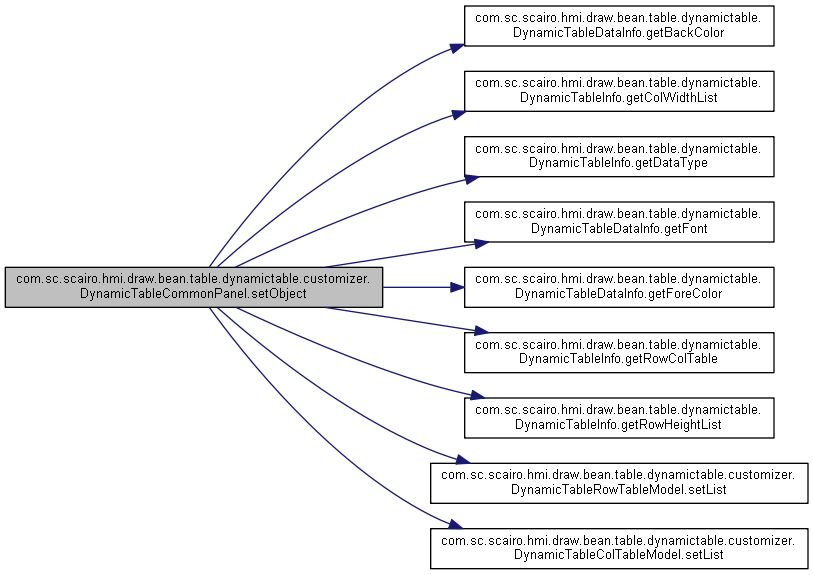 com.sc.scairo.hmi.draw.bean.table.dynamictable.
DynamicTableDataInfo.getBackColor
com.sc.scairo.hmi.draw.bean.table.dynamictable.
DynamicTableInfo.getColWidthList
com.sc.scairo.hmi.draw.bean.table.dynamictable.
DynamicTableInfo.getDataType
com.sc.scairo.hmi.draw.bean.table.dynamictable.
DynamicTableDataInfo.getFont
com.sc.scairo.hmi.draw.bean.table.dynamictable.customizer.
DynamicTableCommonPanel.setObject
com.sc.scairo.hmi.draw.bean.table.dynamictable.
DynamicTableDataInfo.getForeColor
com.sc.scairo.hmi.draw.bean.table.dynamictable.
DynamicTableInfo.getRowColTable
com.sc.scairo.hmi.draw.bean.table.dynamictable.
DynamicTableInfo.getRowHeightList
com.sc.scairo.hmi.draw.bean.table.dynamictable.customizer.
DynamicTableRowTableModel.setList
com.sc.scairo.hmi.draw.bean.table.dynamictable.customizer.
DynamicTableColTableModel.setList